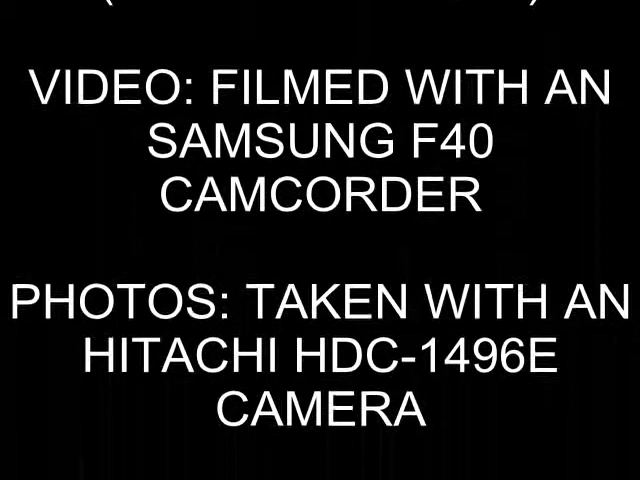 VIDEO: FILMED WITH AN
SAMSUNG F40
CAMCORDER
PHOTOS: TAKEN WITH AN
HITACHI HDC-1496E
CAMERA